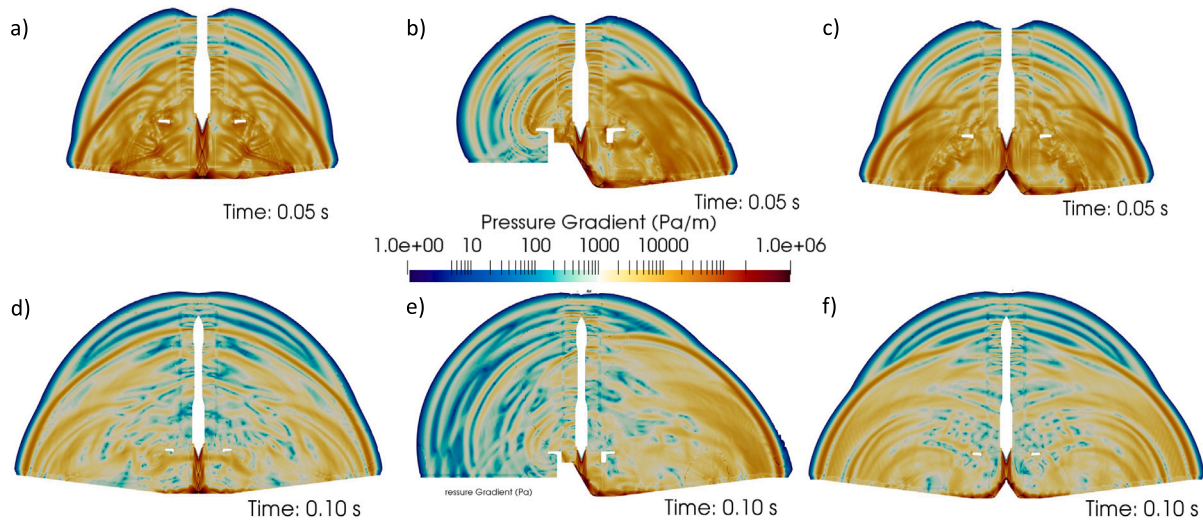 a)
b)
c)
Time: 0.05 s
Time: 0.05 s
Time: 0.05 s
Pressure Gradient (Pa/m)
1.0e+00 10 100 1000 10000 1.0e+06
d)
e)
f)
ressure Gradient (Pa)
Time: 0.10 s
Time: 0.10 s
Time: 0.10 s